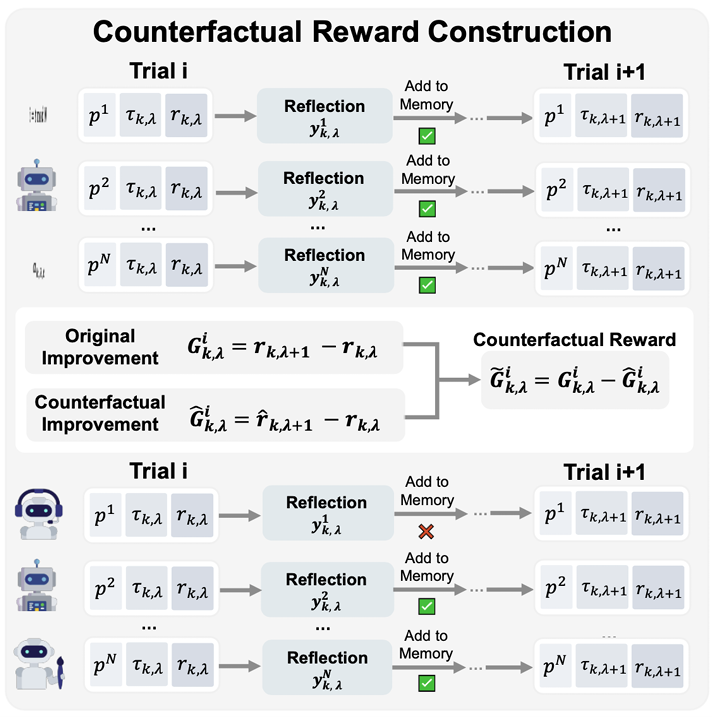 Counterfactual Reward Construction
Trial i
Trial i+1
p¹ τₖ,λ rₖ,λ
Reflection
y¹ₖ,λ
Add to
Memory
...
p¹ τₖ,λ+1 rₖ,λ+1
p² τₖ,λ rₖ,λ
Reflection
y²ₖ,λ
Add to
Memory
...
p² τₖ,λ+1 rₖ,λ+1
...
...
...
pᴺ τₖ,λ rₖ,λ
Reflection
yᴺₖ,λ
Add to
Memory
...
pᴺ τₖ,λ+1 rₖ,λ+1
Original
Improvement
Gⁱₖ,λ = rₖ,λ+1 − rₖ,λ
Counterfactual
Improvement
Ĝⁱₖ,λ = r̂ₖ,λ+1 − rₖ,λ
Counterfactual Reward
G̃ⁱₖ,λ = Gⁱₖ,λ − Ĝⁱₖ,λ
Trial i
Trial i+1
p¹ τₖ,λ rₖ,λ
Reflection
y¹ₖ,λ
Add to
Memory
...
p¹ τₖ,λ+1 rₖ,λ+1
p² τₖ,λ rₖ,λ
Reflection
y²ₖ,λ
Add to
Memory
...
p² τₖ,λ+1 rₖ,λ+1
...
...
...
pᴺ τₖ,λ rₖ,λ
Reflection
yᴺₖ,λ
Add to
Memory
...
pᴺ τₖ,λ+1 rₖ,λ+1